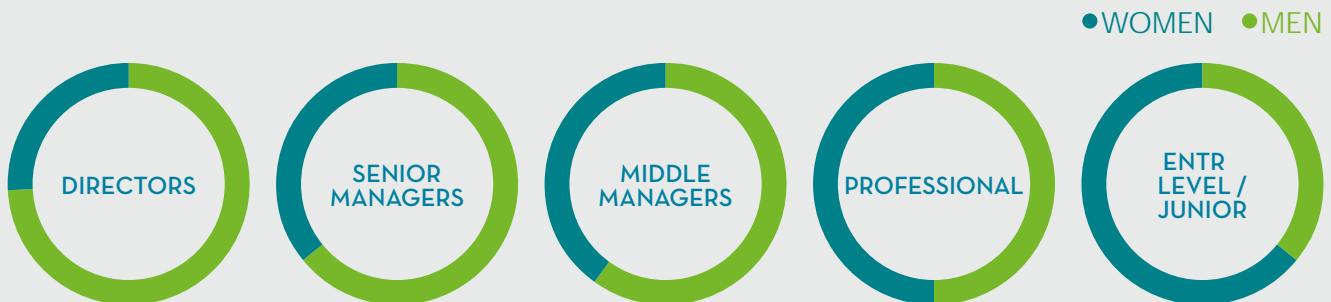 WOMEN MEN
DIRECTORS
SENIOR
MANAGERS
MIDDLE
MANAGERS
PROFESSIONAL
ENTR
LEVEL /
JUNIOR